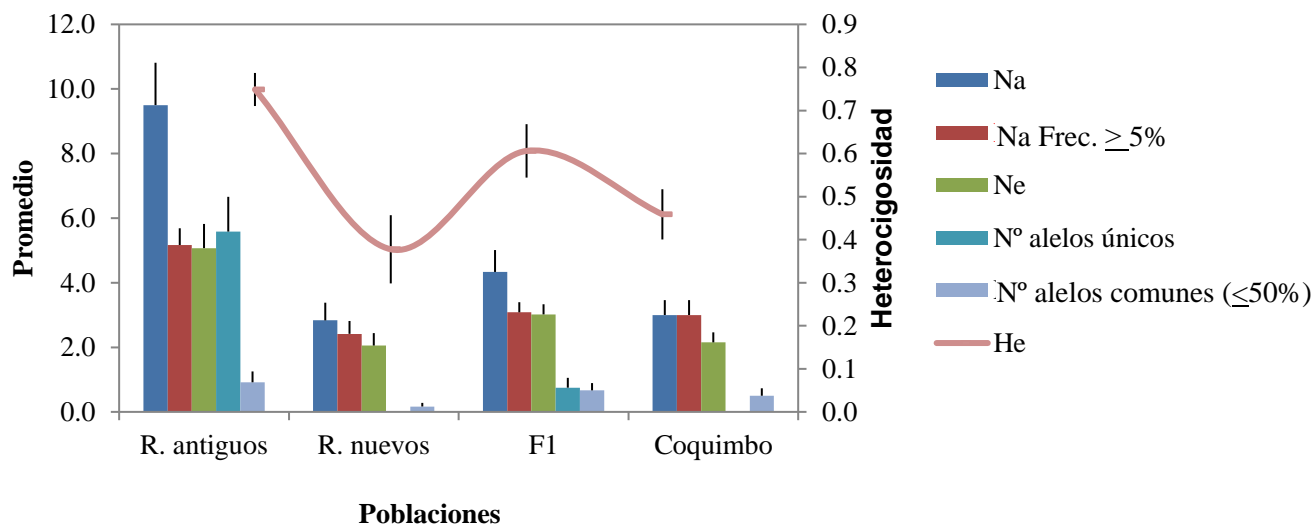 12.0
10.0
8.0
6.0
4.0
2.0
0.0
Promedio
0.9
0.8
0.7
0.6
0.5
0.4
0.3
0.2
0.1
0.0
Heterocigosidad
R. antiguos
R. nuevos
F1
Coquimbo
Poblaciones
Na
Na Frec. ≥ 5%
Ne
Nº alelos únicos
Nº alelos comunes (≤50%)
He